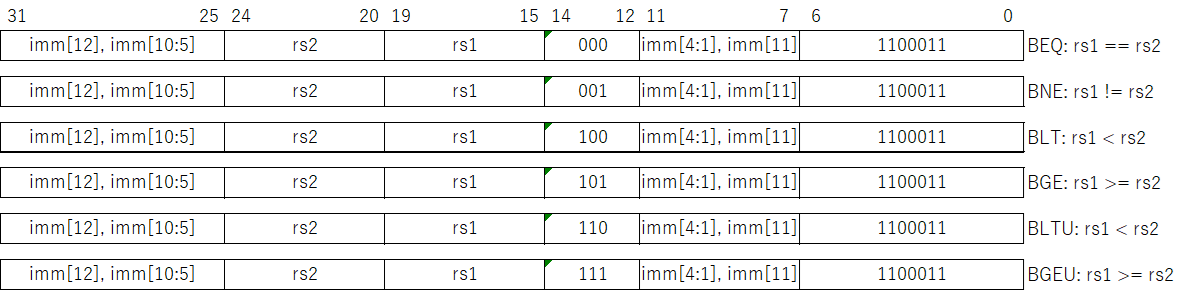 31 25 24 20 19 15 14 12 11 7 6 0
imm[12], imm[10:5] rs2 rs1 000 imm[4:1], imm[11] 1100011 BEQ: rs1 == rs2
imm[12], imm[10:5] rs2 rs1 001 imm[4:1], imm[11] 1100011 BNE: rs1 != rs2
imm[12], imm[10:5] rs2 rs1 100 imm[4:1], imm[11] 1100011 BLT: rs1 < rs2
imm[12], imm[10:5] rs2 rs1 101 imm[4:1], imm[11] 1100011 BGE: rs1 >= rs2
imm[12], imm[10:5] rs2 rs1 110 imm[4:1], imm[11] 1100011 BLTU: rs1 < rs2
imm[12], imm[10:5] rs2 rs1 111 imm[4:1], imm[11] 1100011 BGEU: rs1 >= rs2